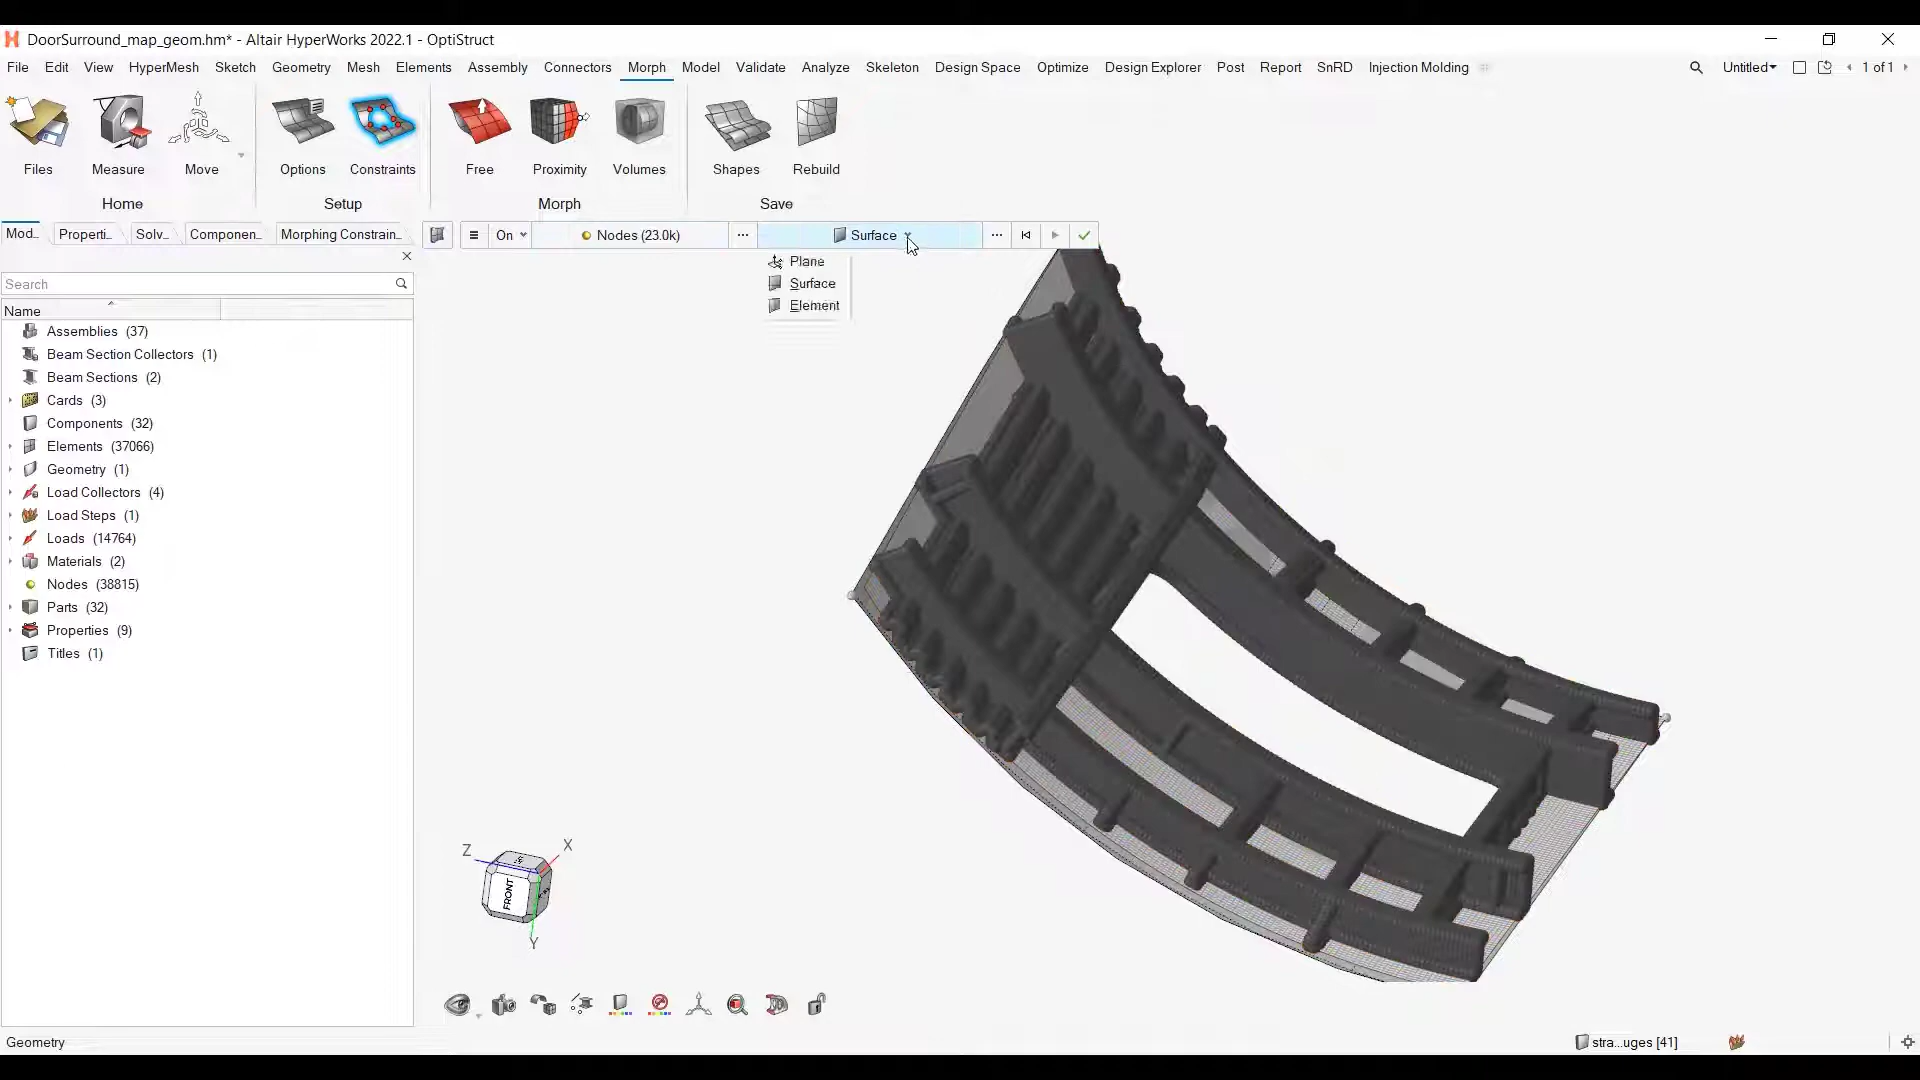 DoorSurround_map_geom.hm* - Altair HyperWorks 2022.1 - OptiStruct
File Edit View HyperMesh Sketch Geometry Mesh Elements Assembly Connectors Morph Model Validate Analyze Skeleton Design Space Optimize Design Explorer Post Report SnRD Injection Molding Untitled 1 of 1
Files Measure Move Options Constraints Free Proximity Volumes Shapes Rebuild
Home Setup Morph Save
Mod... Properti... Solv... Componen... Morphing Constrain... On Nodes (23.0k) ... Surface ...
Plane
Surface
Element
Search
Name
Assemblies (37)
Beam Section Collectors (1)
Beam Sections (2)
Cards (3)
Components (32)
Elements (37066)
Geometry (1)
Load Collectors (4)
Load Steps (1)
Loads (14764)
Materials (2)
Nodes (38815)
Parts (32)
Properties (9)
Titles (1)
Z X
FRONT
Y
Geometry stra...uges [41]